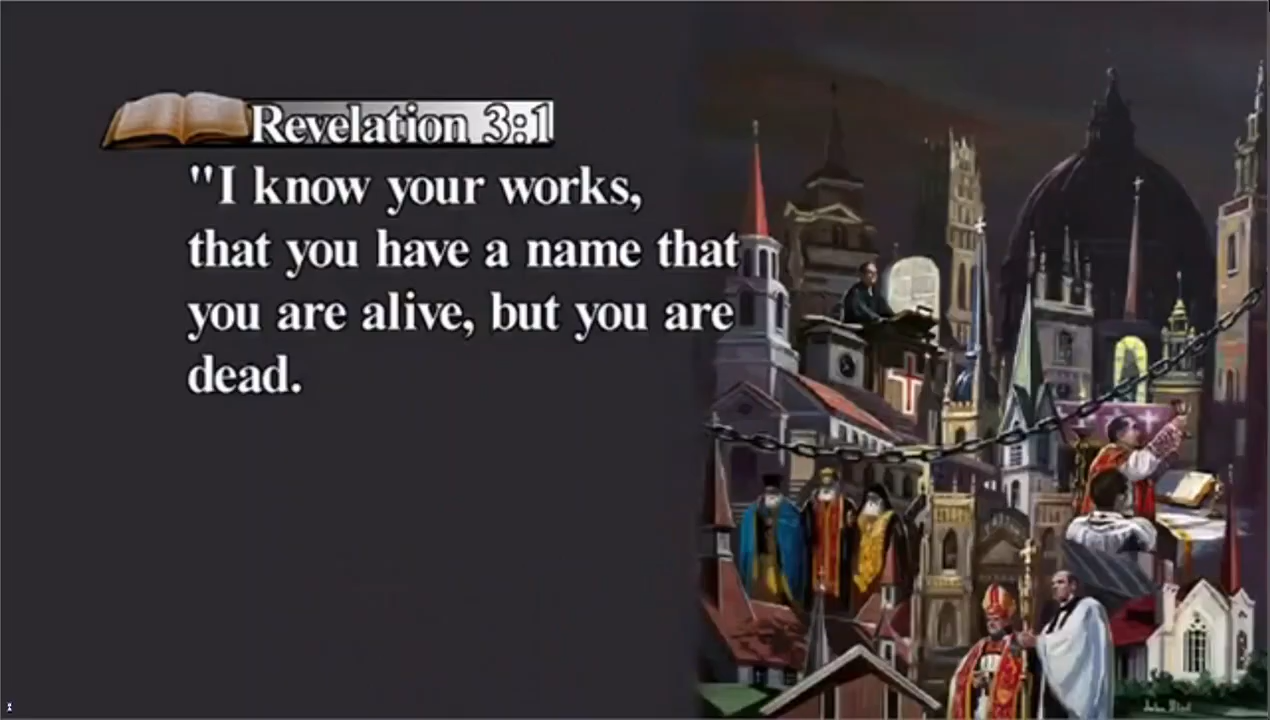 Revelation 3:1
"I know your works,
that you have a name that
you are alive, but you are
dead.